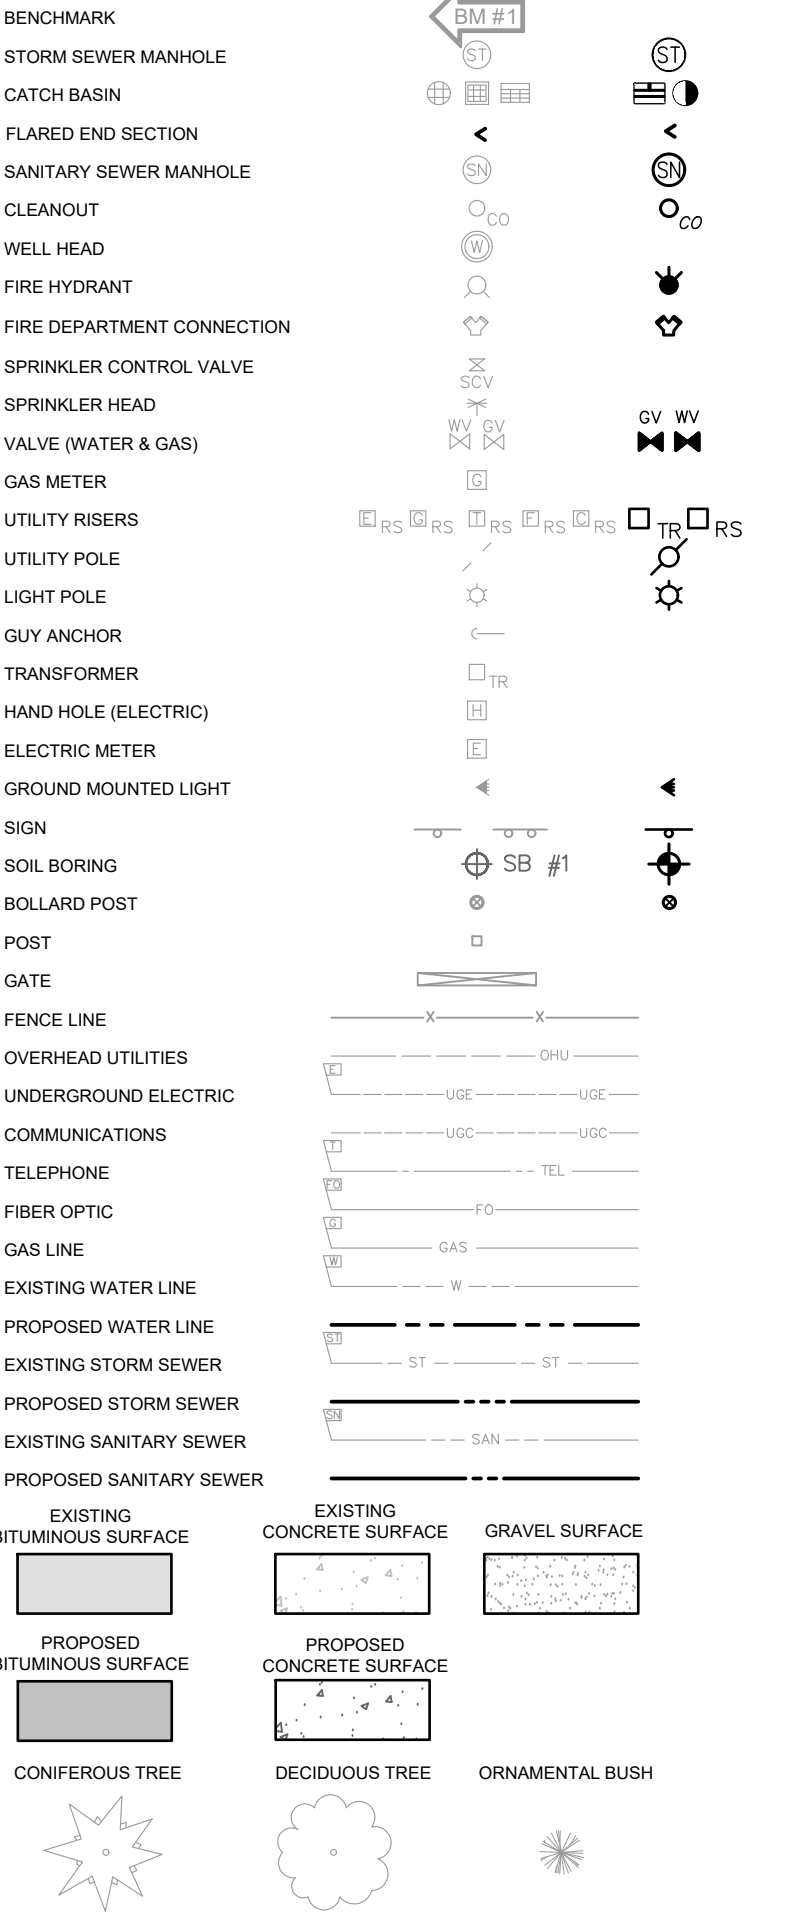 BENCHMARK BM #1
STORM SEWER MANHOLE ST ST
CATCH BASIN
FLARED END SECTION
SANITARY SEWER MANHOLE SN SN
CLEANOUT CO CO
WELL HEAD W
FIRE HYDRANT
FIRE DEPARTMENT CONNECTION
SPRINKLER CONTROL VALVE
SCV
SPRINKLER HEAD
WV GV GV WV
VALVE (WATER & GAS)
GAS METER G
UTILITY RISERS E RS G RS T RS F RS C RS TR RS
UTILITY POLE
LIGHT POLE
GUY ANCHOR
TRANSFORMER TR
HAND HOLE (ELECTRIC) H
ELECTRIC METER E
GROUND MOUNTED LIGHT
SIGN
SOIL BORING SB #1
BOLLARD POST
POST
GATE
FENCE LINE X X
OVERHEAD UTILITIES OHU
E
UNDERGROUND ELECTRIC UGE UGE
COMMUNICATIONS UGC UGC
T
TELEPHONE TEL
FO
FIBER OPTIC FO
G
GAS LINE GAS
W
EXISTING WATER LINE W
PROPOSED WATER LINE
ST
EXISTING STORM SEWER ST ST
PROPOSED STORM SEWER
SN
EXISTING SANITARY SEWER SAN
PROPOSED SANITARY SEWER
EXISTING
BITUMINOUS SURFACE
EXISTING
CONCRETE SURFACE
GRAVEL SURFACE
PROPOSED
BITUMINOUS SURFACE
PROPOSED
CONCRETE SURFACE
CONIFEROUS TREE
DECIDUOUS TREE
ORNAMENTAL BUSH